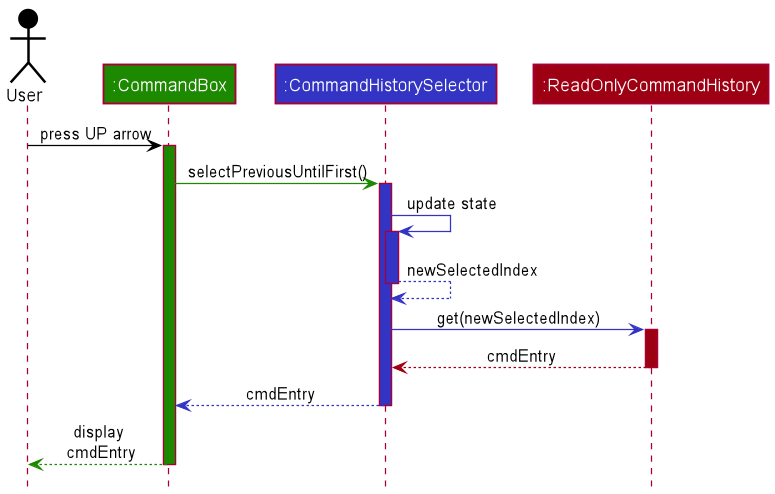 User
:CommandBox
:CommandHistorySelector
:ReadOnlyCommandHistory
press UP arrow
selectPreviousUntilFirst()
update state
newSelectedIndex
get(newSelectedIndex)
cmdEntry
cmdEntry
display
cmdEntry